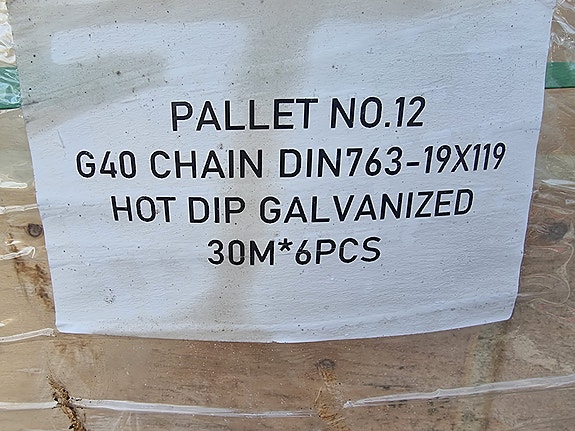 PALLET NO.12
G40 CHAIN DIN763-19X119
HOT DIP GALVANIZED
30M*6PCS